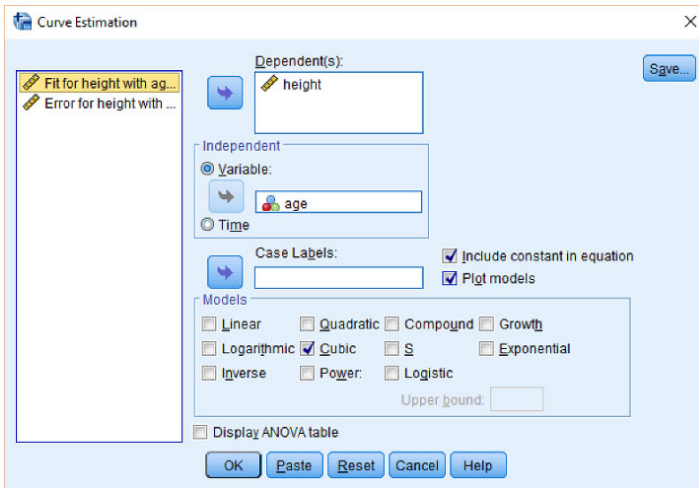 Curve Estimation
Fit for height with ag...
Error for height with ...
Dependent(s):
height
Save...
Independent
Variable:
age
Time
Case Labels:
Include constant in equation
Plot models
Models
Linear Quadratic Compound Growth
Logarithmic Cubic S Exponential
Inverse Power: Logistic
Upper bound:
Display ANOVA table
OK Paste Reset Cancel Help